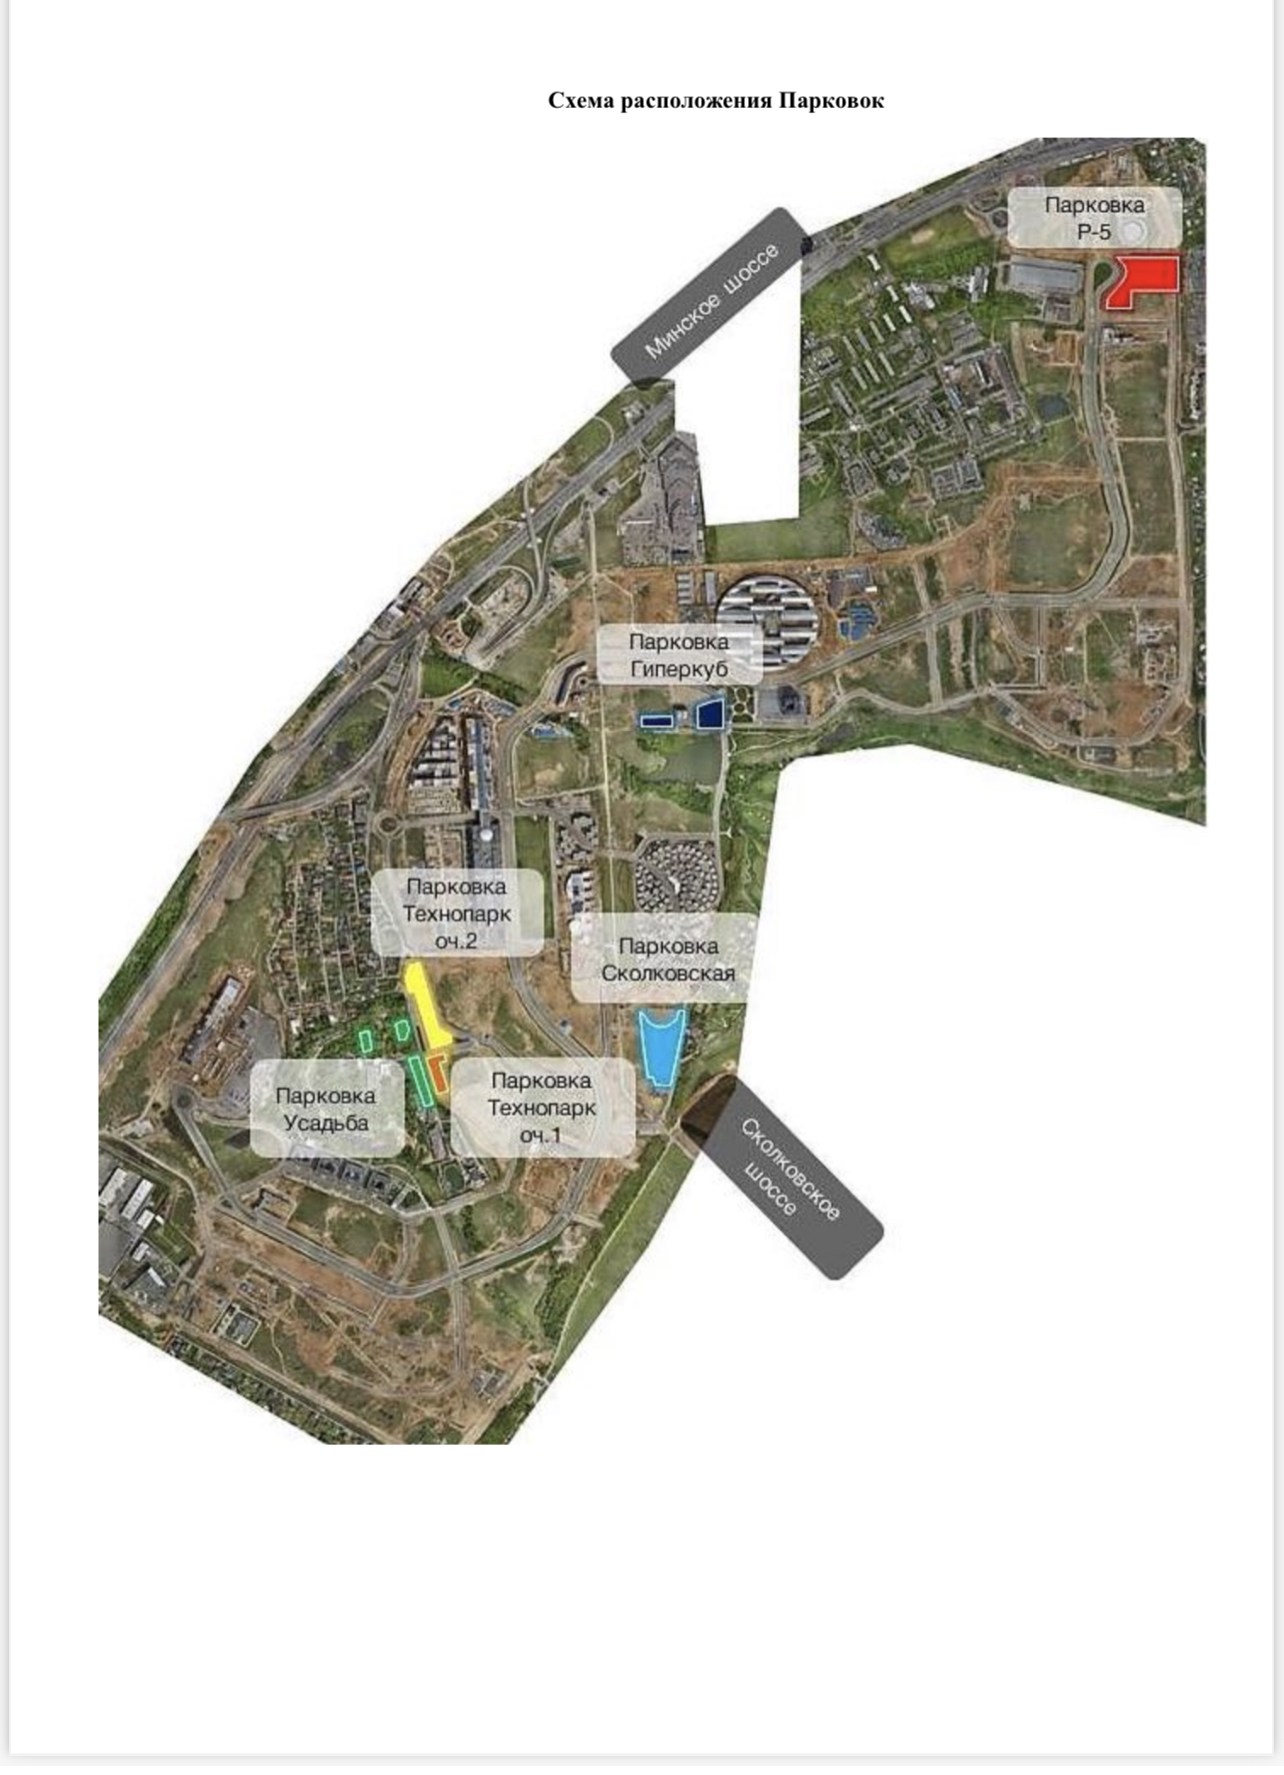 Схема расположения Парковок
Парковка
Р-5
Минское шоссе
Парковка
Гиперкуб
Парковка
Технопарк
оч.2
Парковка
Сколковская
Парковка
Усадьба
Парковка
Технопарк
оч.1
Сколковское
шоссе